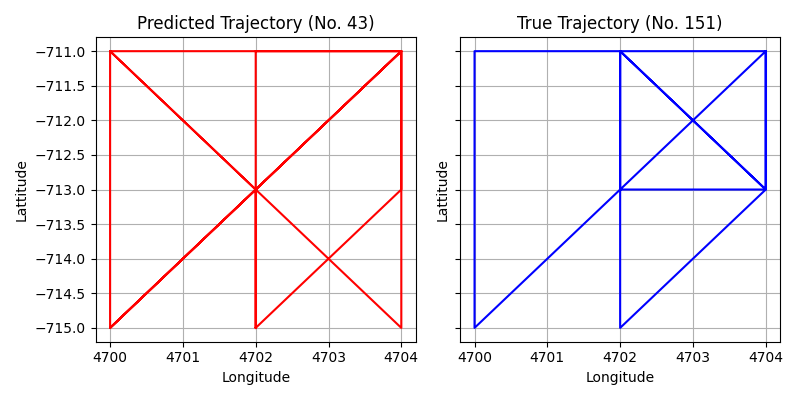 Predicted Trajectory (No. 43)
True Trajectory (No. 151)
−711.0
−711.5
−712.0
−712.5
−713.0
−713.5
−714.0
−714.5
−715.0
Lattitude
Lattitude
4700 4701 4702 4703 4704
4700 4701 4702 4703 4704
Longitude
Longitude